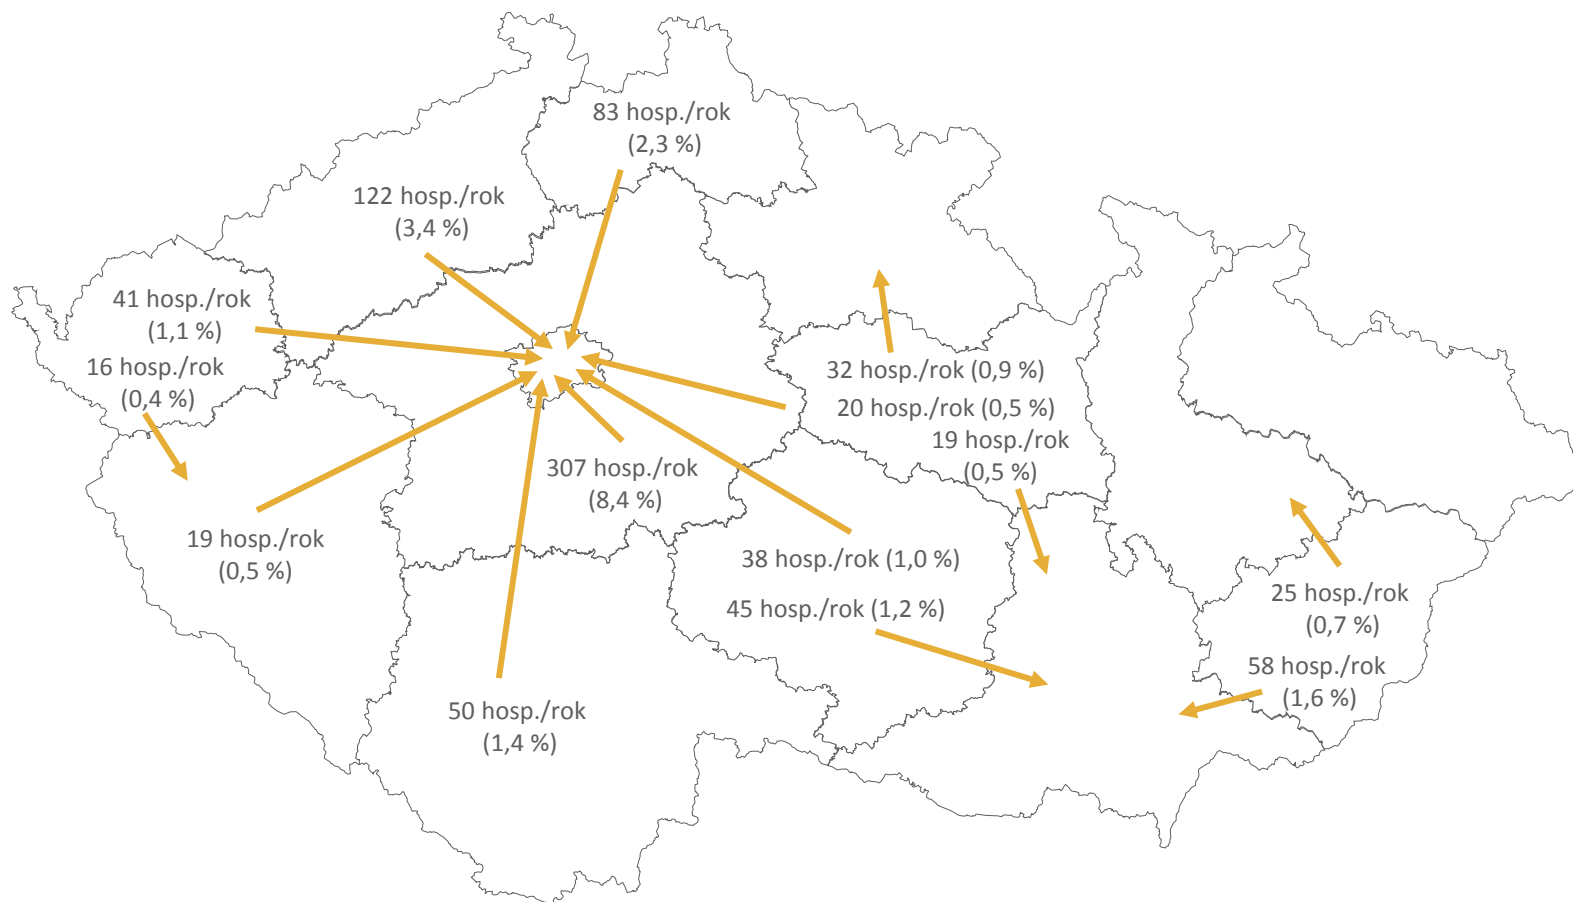 83 hosp./rok
(2,3 %)
122 hosp./rok
(3,4 %)
41 hosp./rok
(1,1 %)
16 hosp./rok
(0,4 %)
32 hosp./rok (0,9 %)
20 hosp./rok (0,5 %)
19 hosp./rok
(0,5 %)
307 hosp./rok
(8,4 %)
19 hosp./rok
(0,5 %)
38 hosp./rok (1,0 %)
45 hosp./rok (1,2 %)
25 hosp./rok
(0,7 %)
58 hosp./rok
(1,6 %)
50 hosp./rok
(1,4 %)